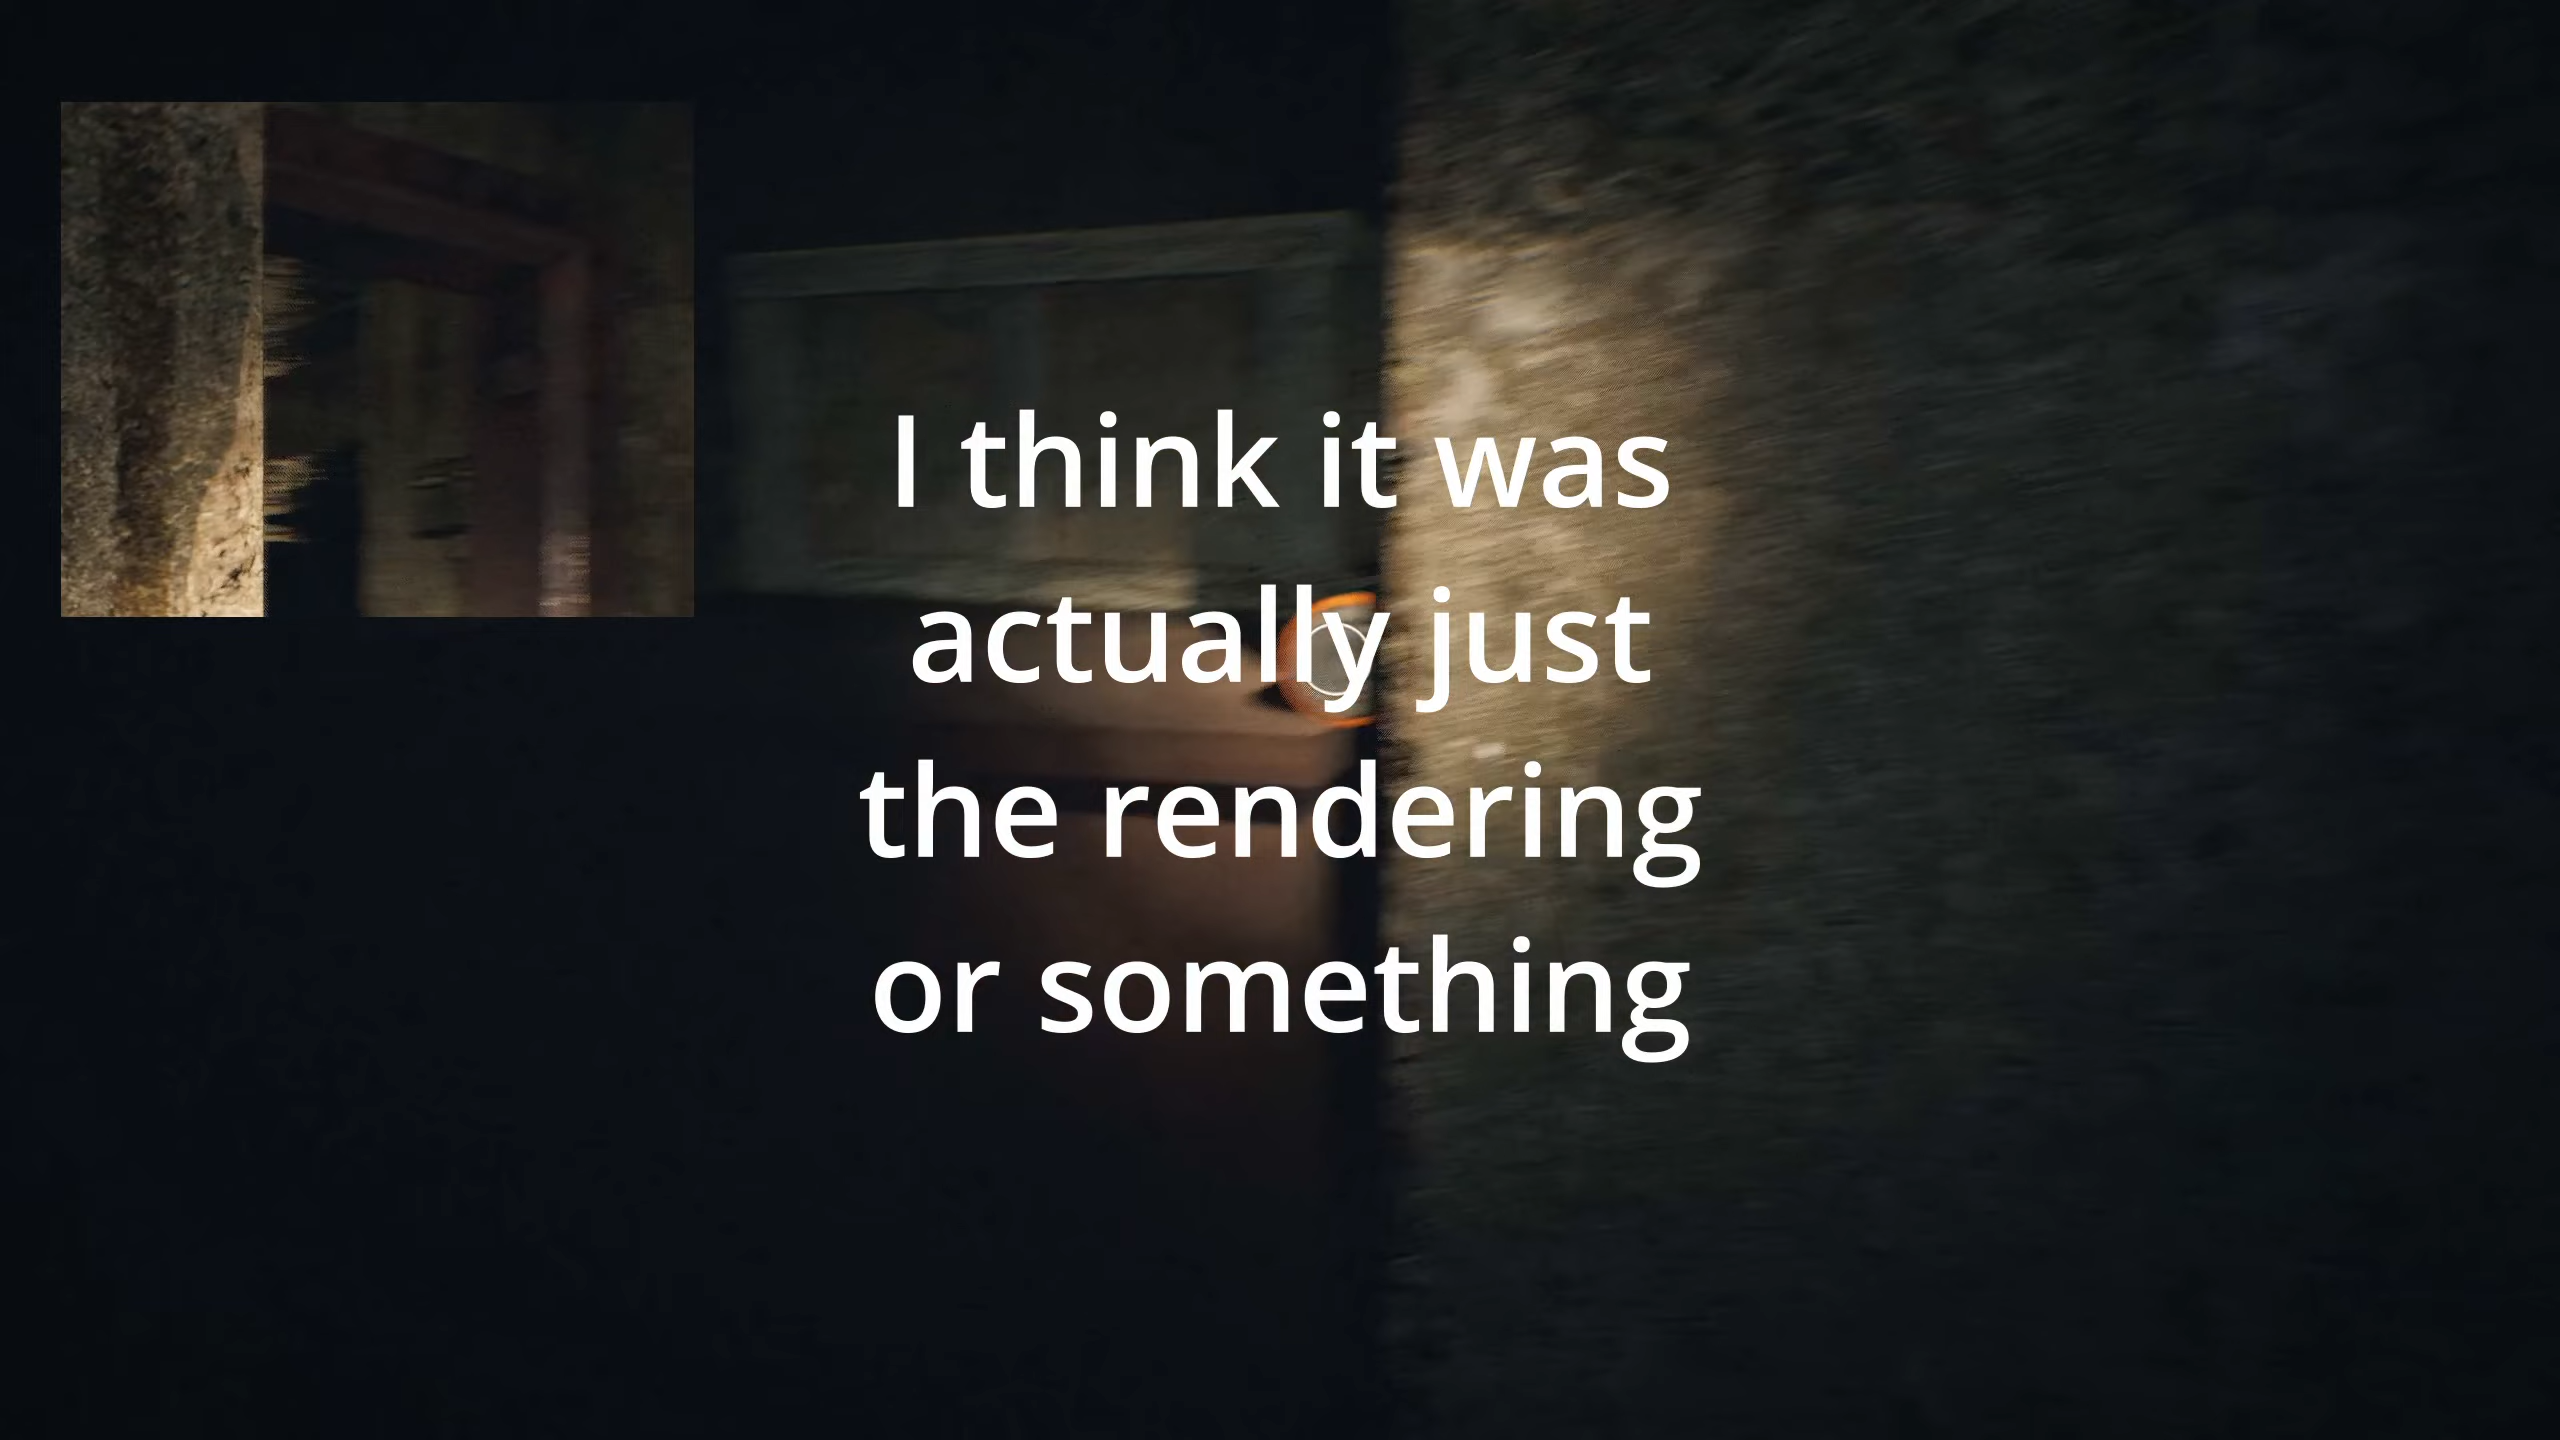 I think it was
actually just
the rendering
or something